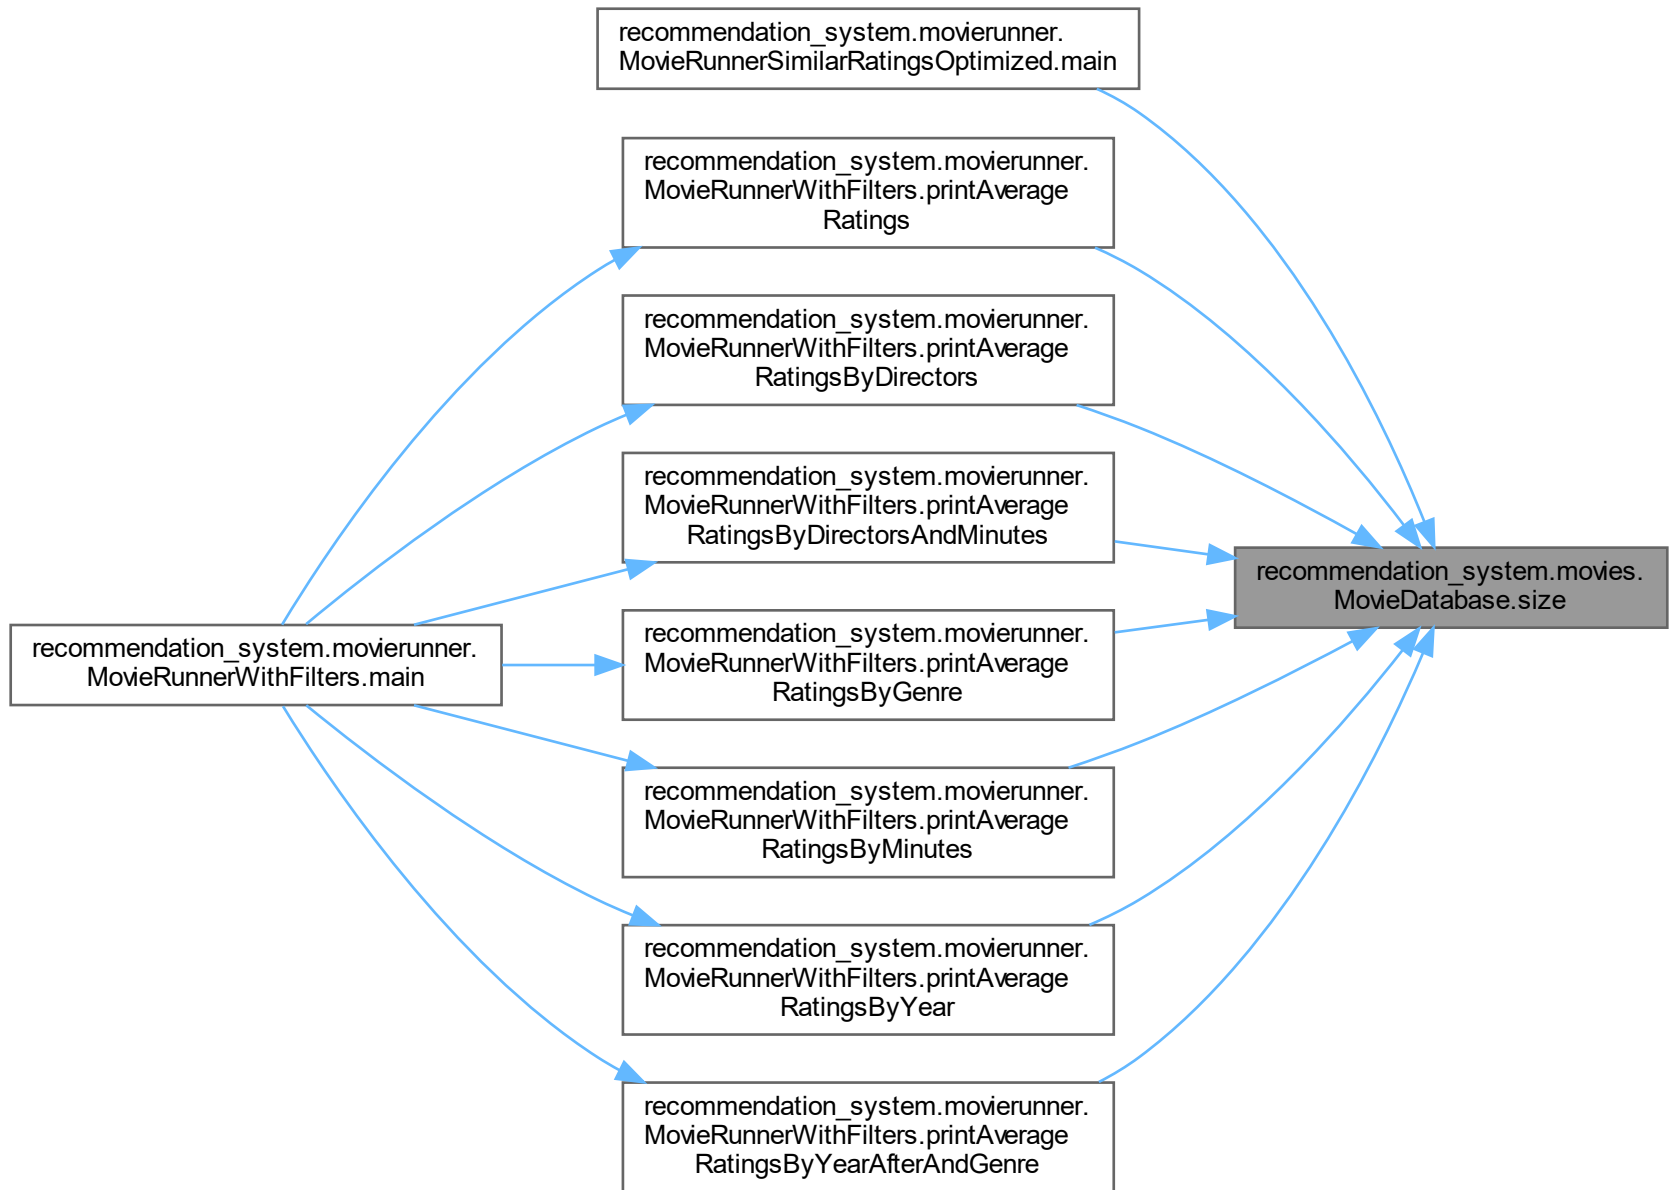 recommendation_system.movierunner.
MovieRunnerSimilarRatingsOptimized.main
recommendation_system.movierunner.
MovieRunnerWithFilters.printAverage
Ratings
recommendation_system.movierunner.
MovieRunnerWithFilters.printAverage
RatingsByDirectors
recommendation_system.movierunner.
MovieRunnerWithFilters.printAverage
RatingsByDirectorsAndMinutes
recommendation_system.movies.
MovieDatabase.size
recommendation_system.movierunner.
MovieRunnerWithFilters.main
recommendation_system.movierunner.
MovieRunnerWithFilters.printAverage
RatingsByGenre
recommendation_system.movierunner.
MovieRunnerWithFilters.printAverage
RatingsByMinutes
recommendation_system.movierunner.
MovieRunnerWithFilters.printAverage
RatingsByYear
recommendation_system.movierunner.
MovieRunnerWithFilters.printAverage
RatingsByYearAfterAndGenre